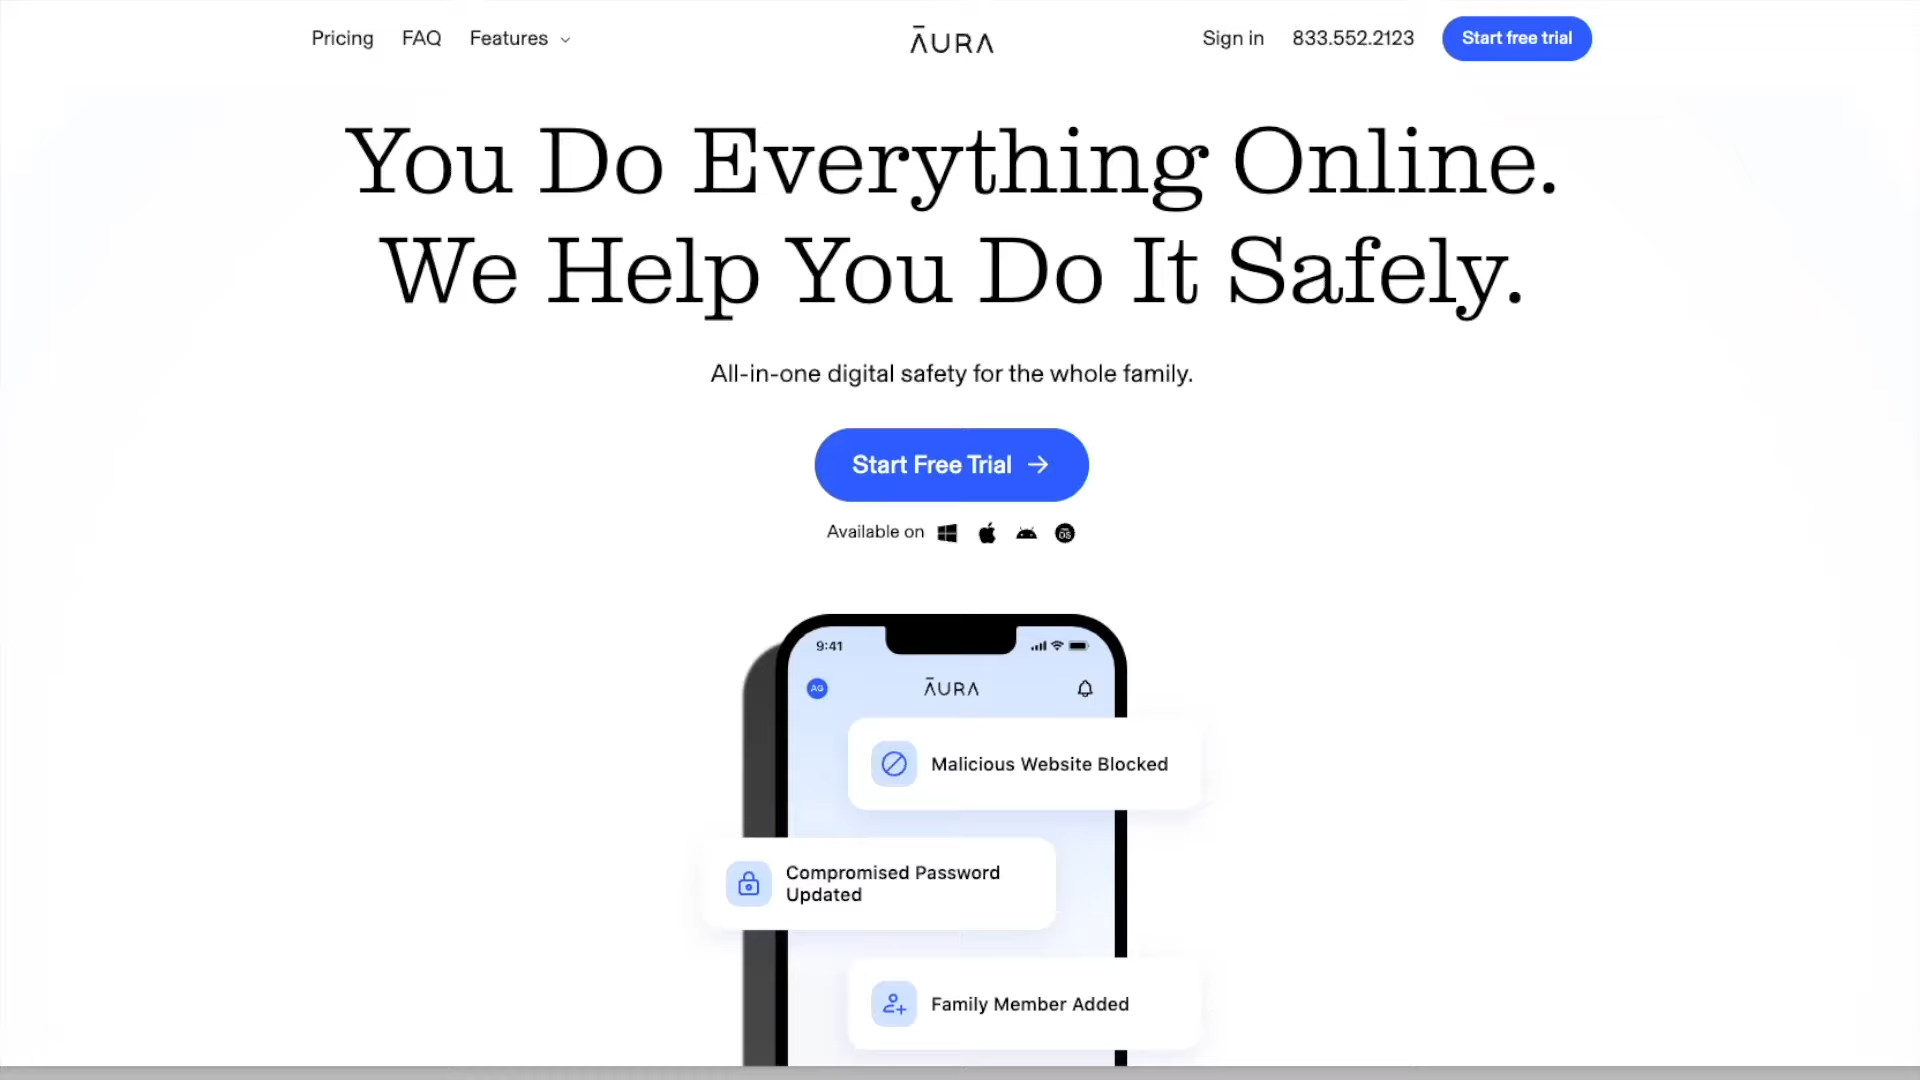 Pricing FAQ Features
ĀURA
Sign in 833.552.2123 Start free trial
You Do Everything Online.
We Help You Do It Safely.
All-in-one digital safety for the whole family.
Start Free Trial →
Available on
9:41
AG
ĀURA
Malicious Website Blocked
Compromised Password
Updated
Family Member Added